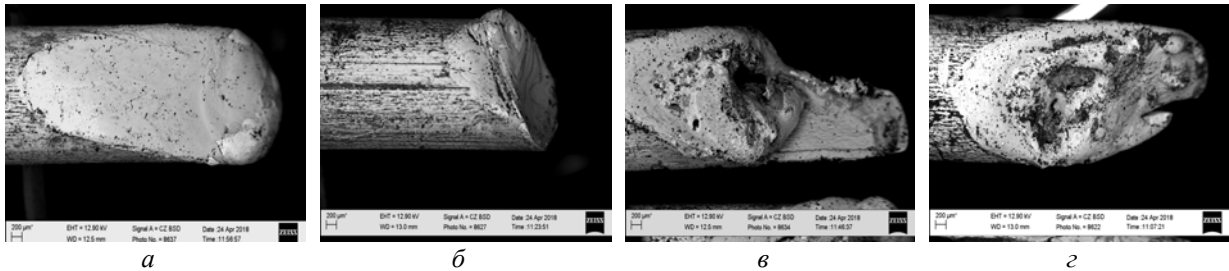 200 µm*
EHT = 12.90 kV
WD = 12.5 mm
Signal A = CZ BSD
Photo No. = 8637
Date :24 Apr 2018
Time :11:56:57
ZEISS
200 µm*
EHT = 12.90 kV
WD = 13.0 mm
Signal A = CZ BSD
Photo No. = 8627
Date :24 Apr 2018
Time :11:23:51
ZEISS
200 µm*
EHT = 12.90 kV
WD = 12.5 mm
Signal A = CZ BSD
Photo No. = 8634
Date :24 Apr 2018
Time :11:46:37
ZEISS
200 µm*
EHT = 12.90 kV
WD = 13.0 mm
Signal A = CZ BSD
Photo No. = 8622
Date :24 Apr 2018
Time :11:07:21
ZEISS
а
б
в
г